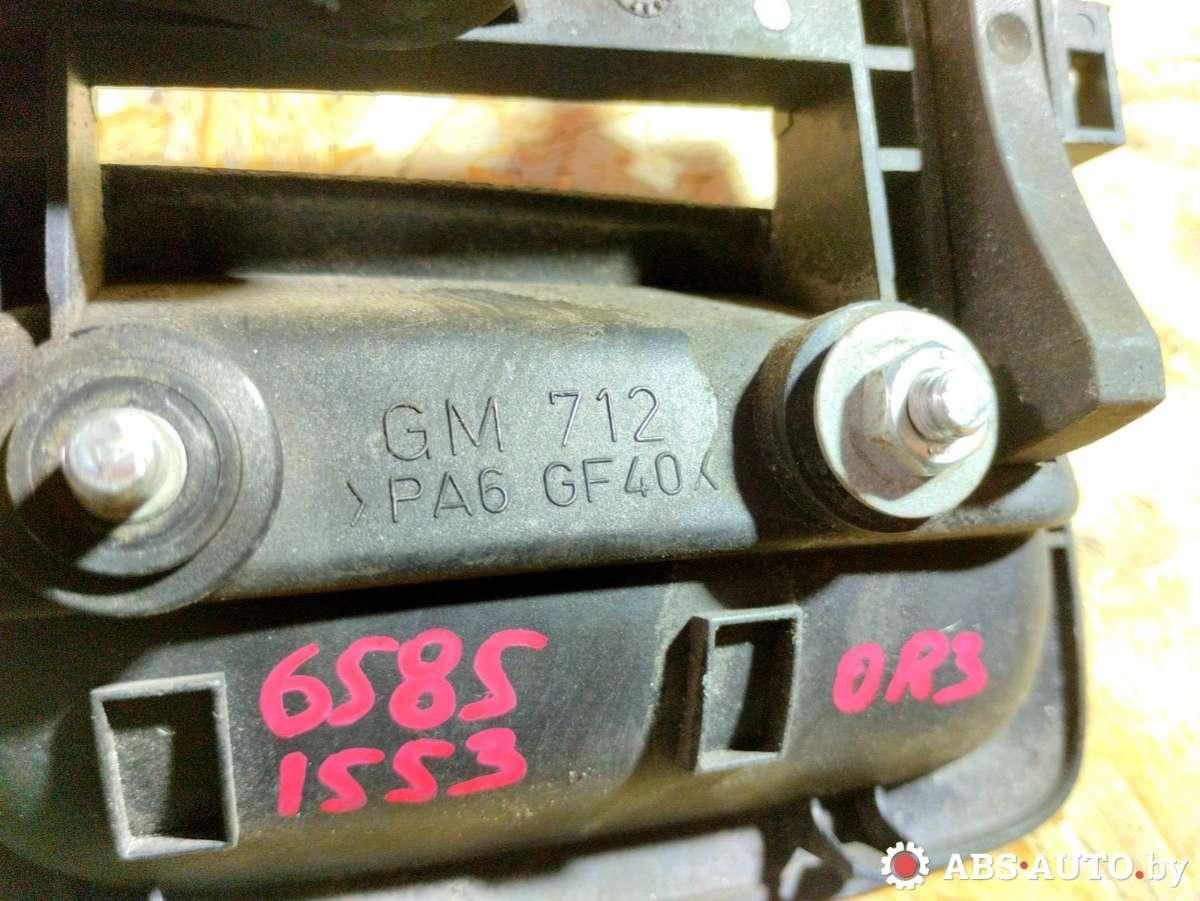 GM 712
>PA6 GF40<
6585
1553
OR3
ABS-AUTO.by